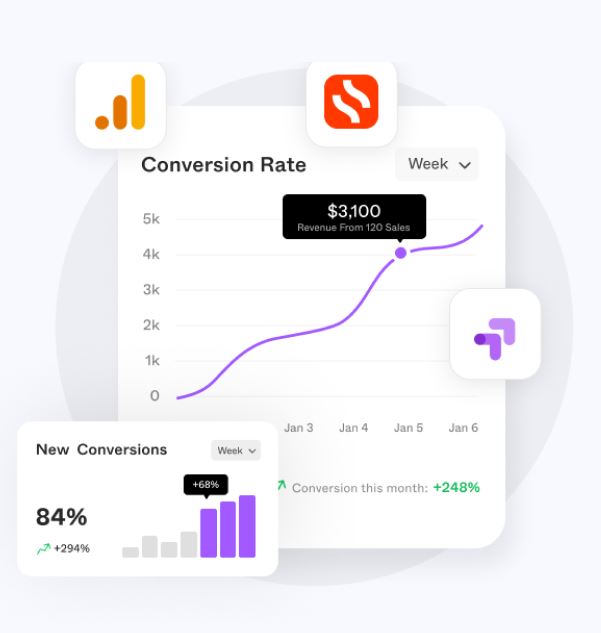 Conversion Rate
Week
$3,100
Revenue From 120 Sales
5k
4k
3k
2k
1k
0
Jan 3 Jan 4 Jan 5 Jan 6
Conversion this month: +248%
New Conversions
Week
+68%
84%
+294%